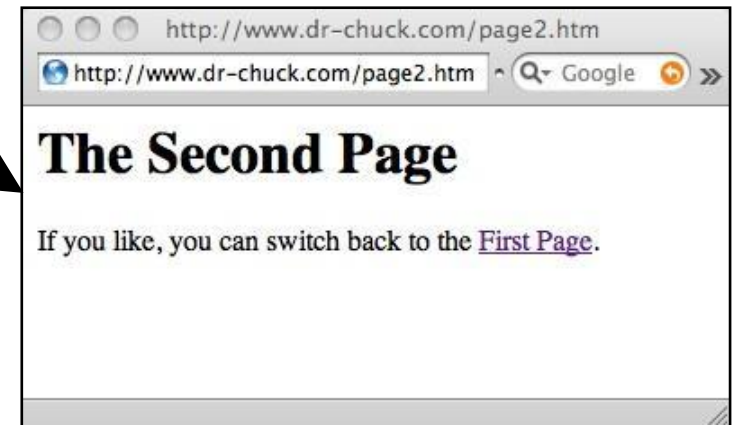 http://www.dr-chuck.com/page2.htm
http://www.dr-chuck.com/page2.htm Google
The Second Page
If you like, you can switch back to the First Page.